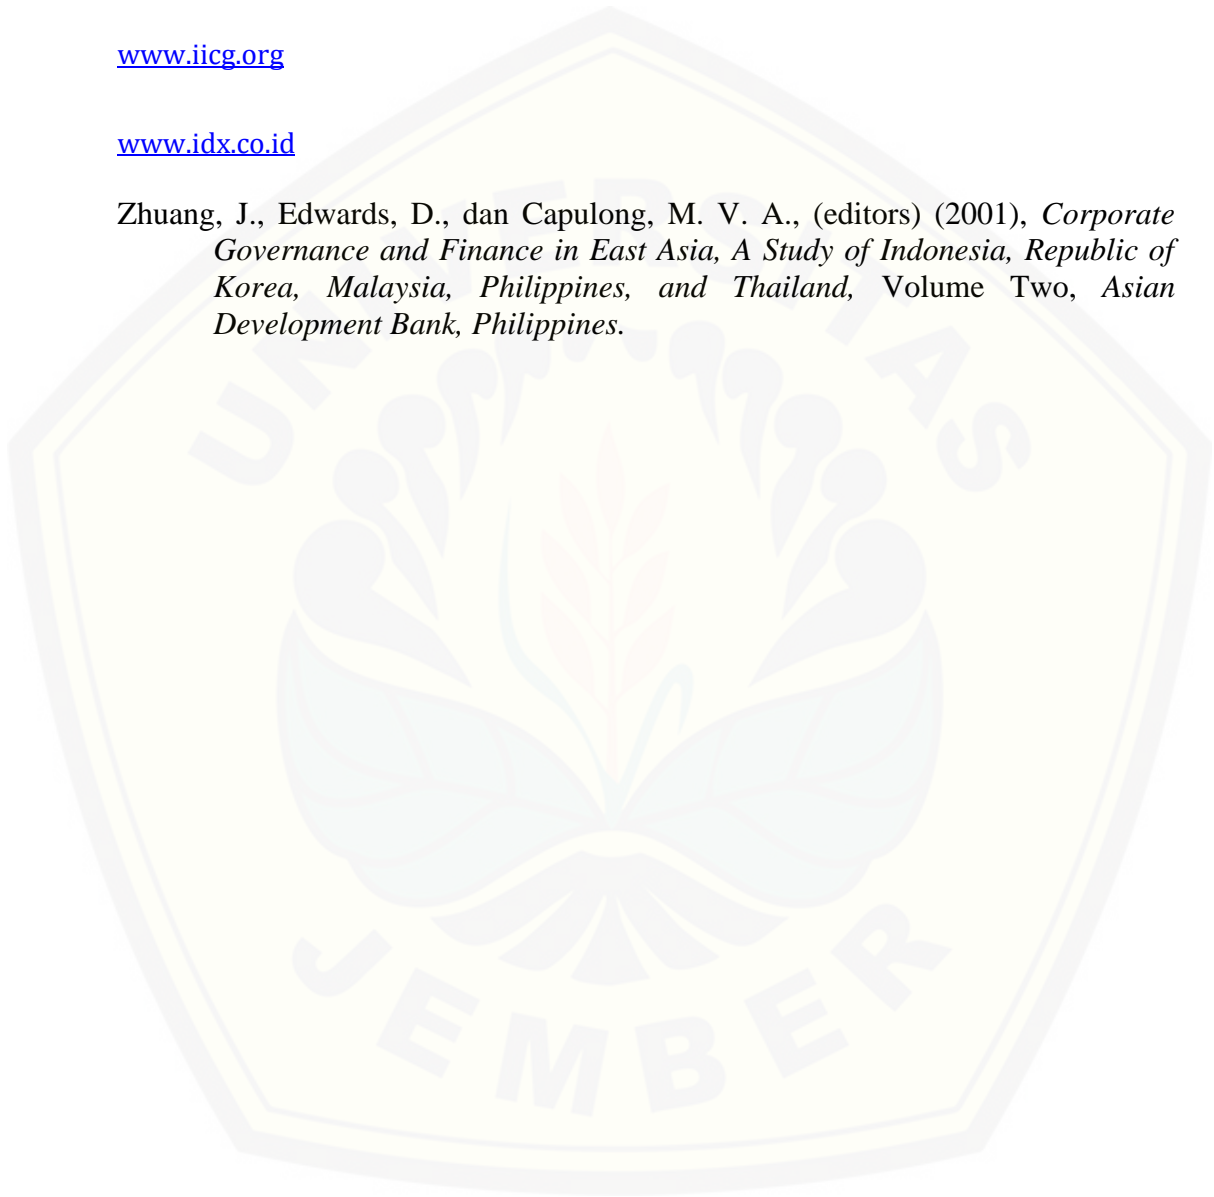 www.iicg.org
www.idx.co.id
Zhuang, J., Edwards, D., dan Capulong, M. V. A., (editors) (2001), Corporate
Governance and Finance in East Asia, A Study of Indonesia, Republic of
Korea, Malaysia, Philippines, and Thailand, Volume Two, Asian
Development Bank, Philippines.
UNIVERSITAS
JEMBER